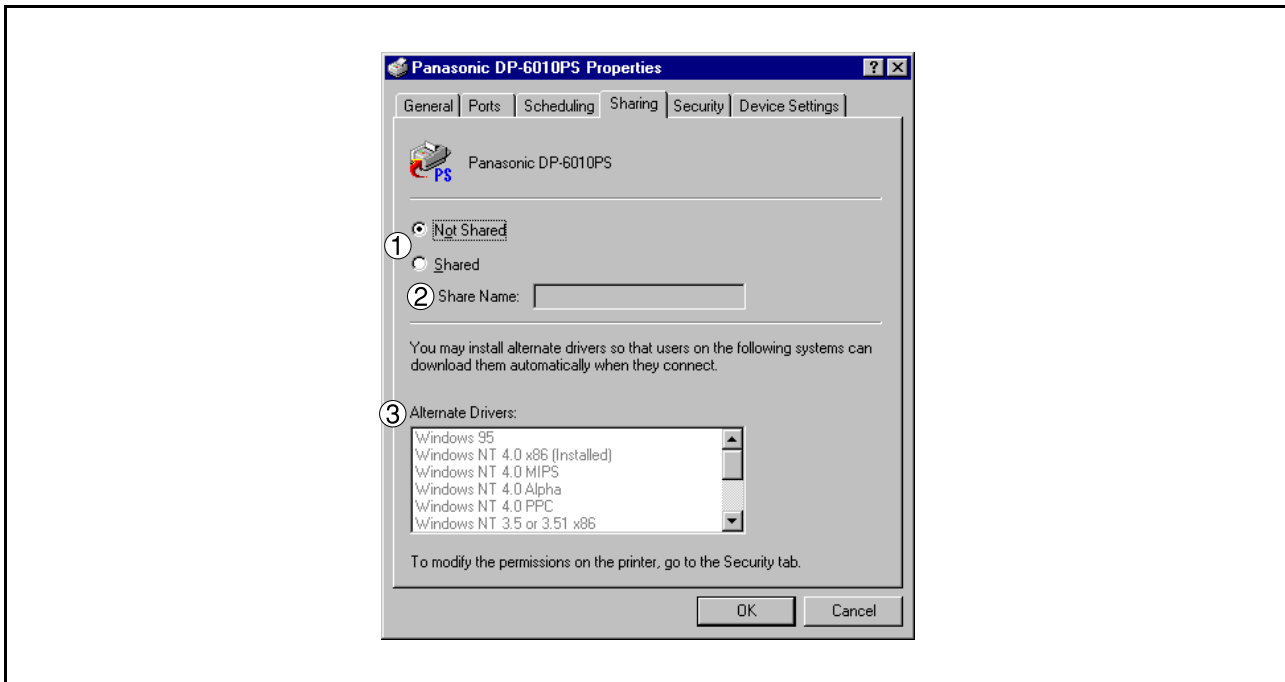 Panasonic DP-6010PS Properties
General Ports Scheduling Sharing Security Device Settings
PS
Panasonic DP-6010PS
① Not Shared
Shared
② Share Name:
You may install alternate drivers so that users on the following systems can
download them automatically when they connect.
③ Alternate Drivers:
Windows 95
Windows NT 4.0 x86 (Installed)
Windows NT 4.0 MIPS
Windows NT 4.0 Alpha
Windows NT 4.0 PPC
Windows NT 3.5 or 3.51 x86
To modify the permissions on the printer, go to the Security tab.
OK Cancel